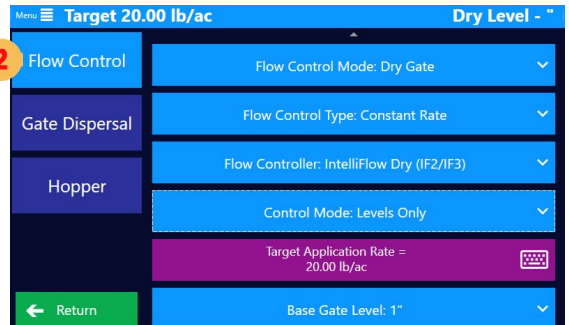 Menu Target 20.00 lb/ac Dry Level - "
2
Flow Control
Gate Dispersal
Hopper
Return
Flow Control Mode: Dry Gate
Flow Control Type: Constant Rate
Flow Controller: IntelliFlow Dry (IF2/IF3)
Control Mode: Levels Only
Target Application Rate =
20.00 lb/ac
Base Gate Level: 1"